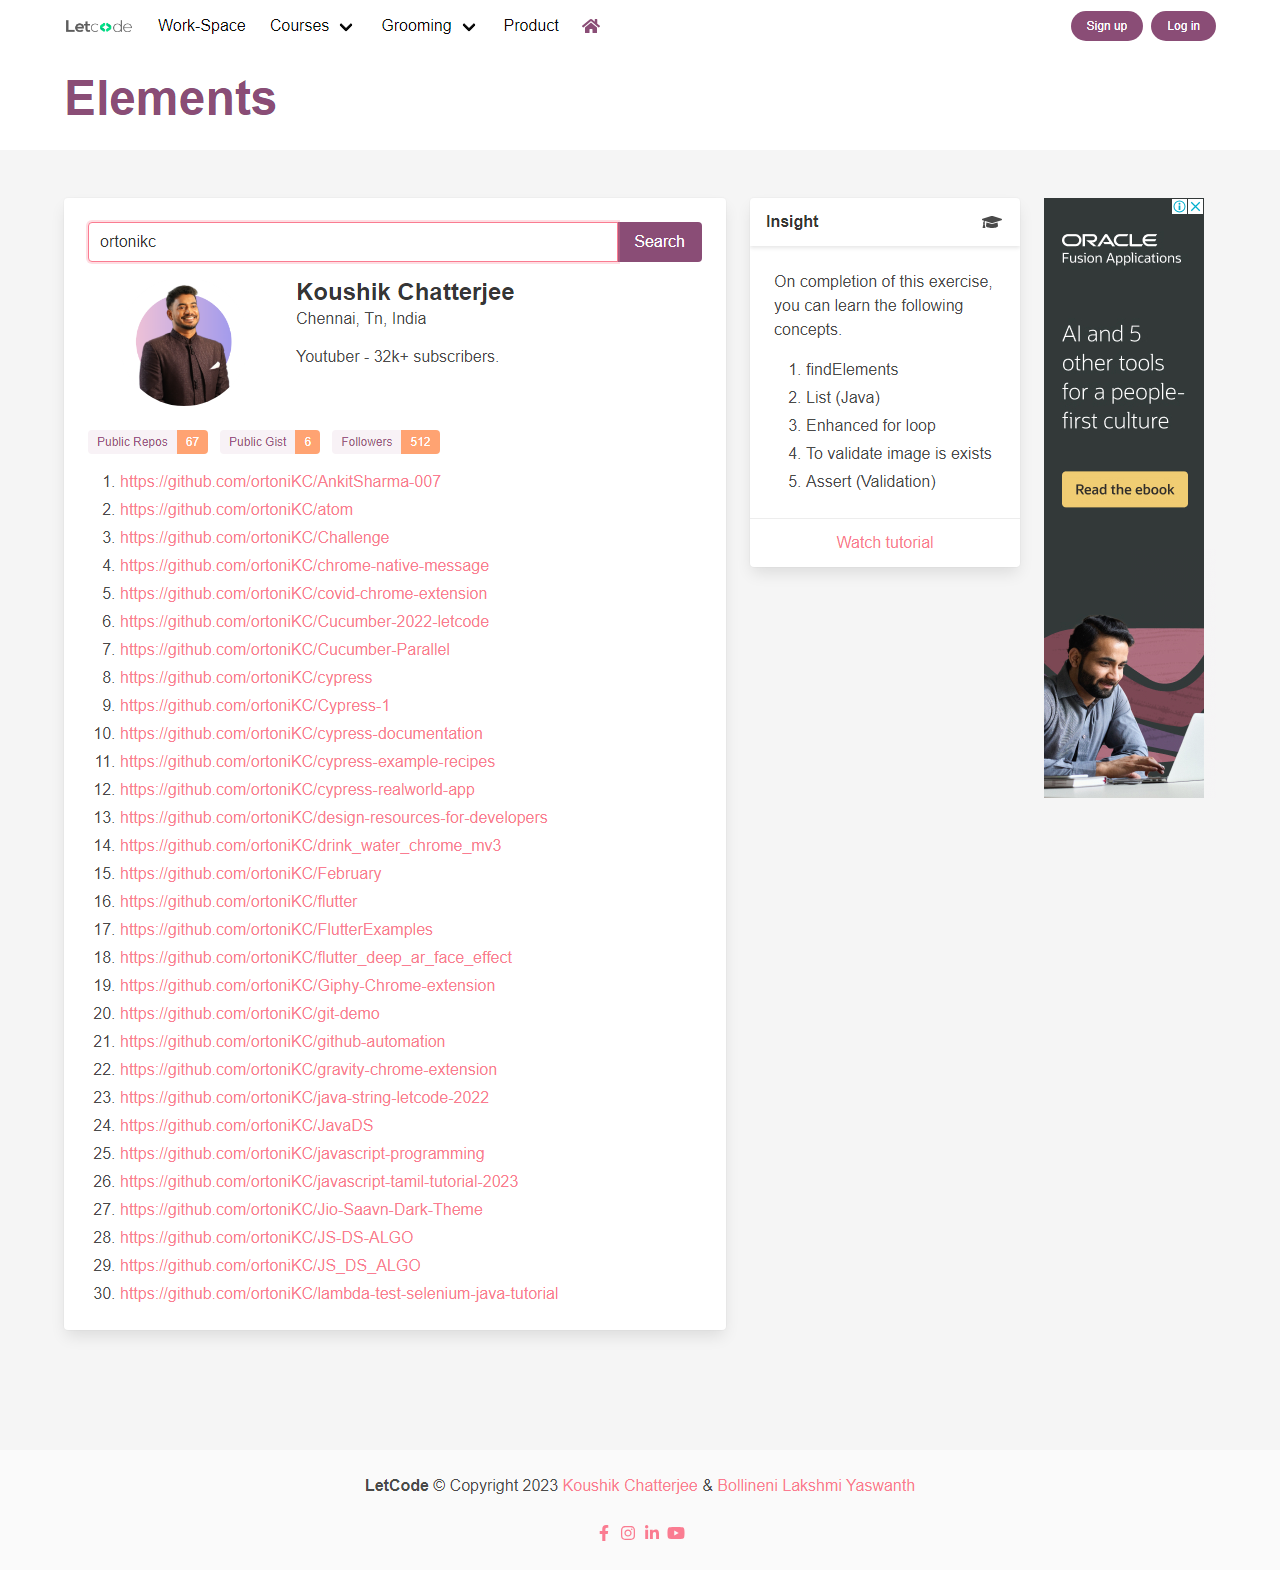 Letcode Work-Space Courses Grooming Product Sign up Log in
Elements
ortonikc Search
Koushik Chatterjee
Chennai, Tn, India
Youtuber - 32k+ subscribers.
Public Repos 67 Public Gist 6 Followers 512
1. https://github.com/ortoniKC/AnkitSharma-007
2. https://github.com/ortoniKC/atom
3. https://github.com/ortoniKC/Challenge
4. https://github.com/ortoniKC/chrome-native-message
5. https://github.com/ortoniKC/covid-chrome-extension
6. https://github.com/ortoniKC/Cucumber-2022-letcode
7. https://github.com/ortoniKC/Cucumber-Parallel
8. https://github.com/ortoniKC/cypress
9. https://github.com/ortoniKC/Cypress-1
10. https://github.com/ortoniKC/cypress-documentation
11. https://github.com/ortoniKC/cypress-example-recipes
12. https://github.com/ortoniKC/cypress-realworld-app
13. https://github.com/ortoniKC/design-resources-for-developers
14. https://github.com/ortoniKC/drink_water_chrome_mv3
15. https://github.com/ortoniKC/February
16. https://github.com/ortoniKC/flutter
17. https://github.com/ortoniKC/FlutterExamples
18. https://github.com/ortoniKC/flutter_deep_ar_face_effect
19. https://github.com/ortoniKC/Giphy-Chrome-extension
20. https://github.com/ortoniKC/git-demo
21. https://github.com/ortoniKC/github-automation
22. https://github.com/ortoniKC/gravity-chrome-extension
23. https://github.com/ortoniKC/java-string-letcode-2022
24. https://github.com/ortoniKC/JavaDS
25. https://github.com/ortoniKC/javascript-programming
26. https://github.com/ortoniKC/javascript-tamil-tutorial-2023
27. https://github.com/ortoniKC/Jio-Saavn-Dark-Theme
28. https://github.com/ortoniKC/JS-DS-ALGO
29. https://github.com/ortoniKC/JS_DS_ALGO
30. https://github.com/ortoniKC/lambda-test-selenium-java-tutorial
Insight
On completion of this exercise,
you can learn the following
concepts.
1. findElements
2. List (Java)
3. Enhanced for loop
4. To validate image is exists
5. Assert (Validation)
Watch tutorial
ORACLE
Fusion Applications
AI and 5
other tools
for a people-
first culture
Read the ebook
LetCode © Copyright 2023 Koushik Chatterjee & Bollineni Lakshmi Yaswanth